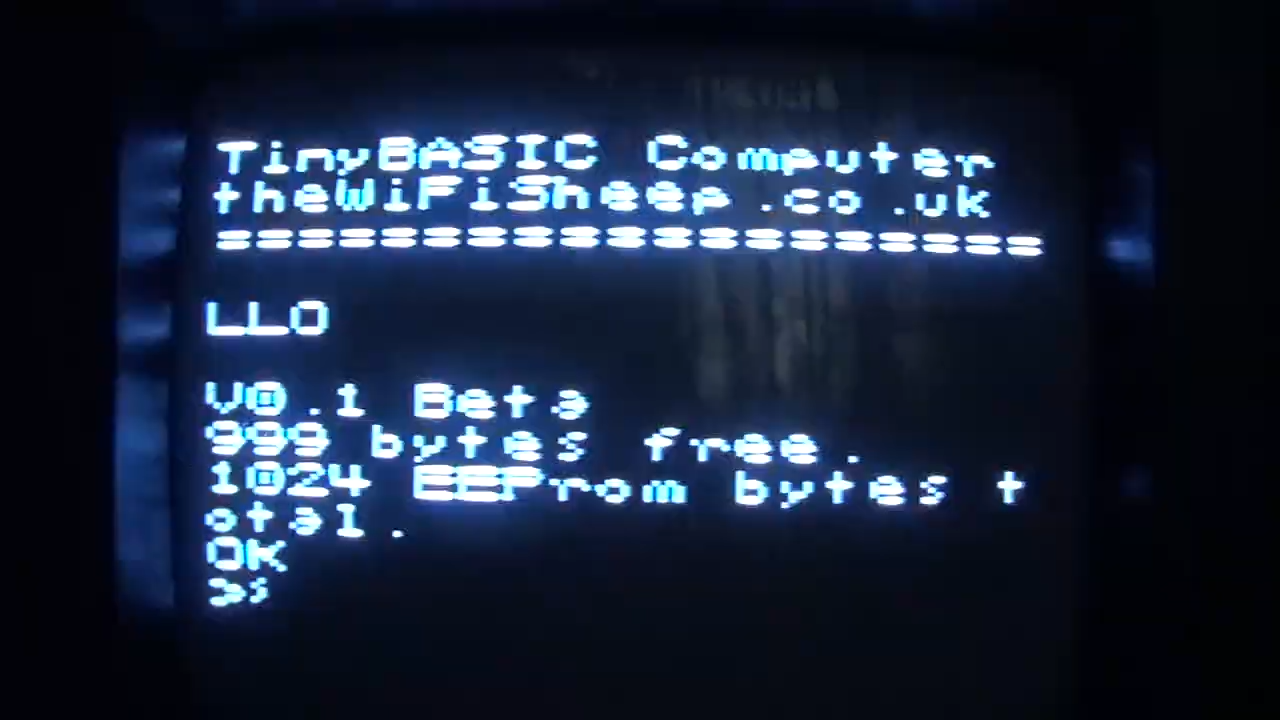 TinyBASIC Computer
theWiFiSheep.co.uk
====================
LLO
V0.1 Beta
999 bytes free.
1024 EEProm bytes t
otal.
OK
>s